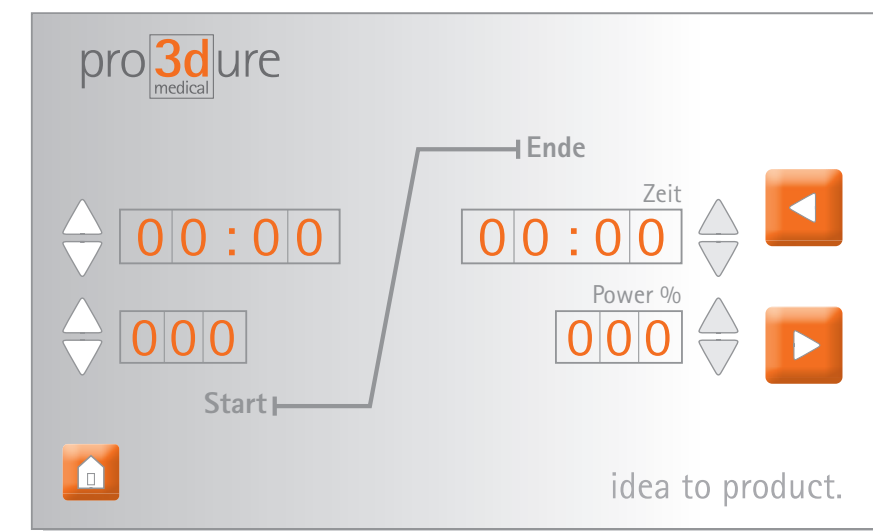 pro3dure
medical
Ende
Zeit
00:00
00:00
Power %
000
000
Start
idea to product.